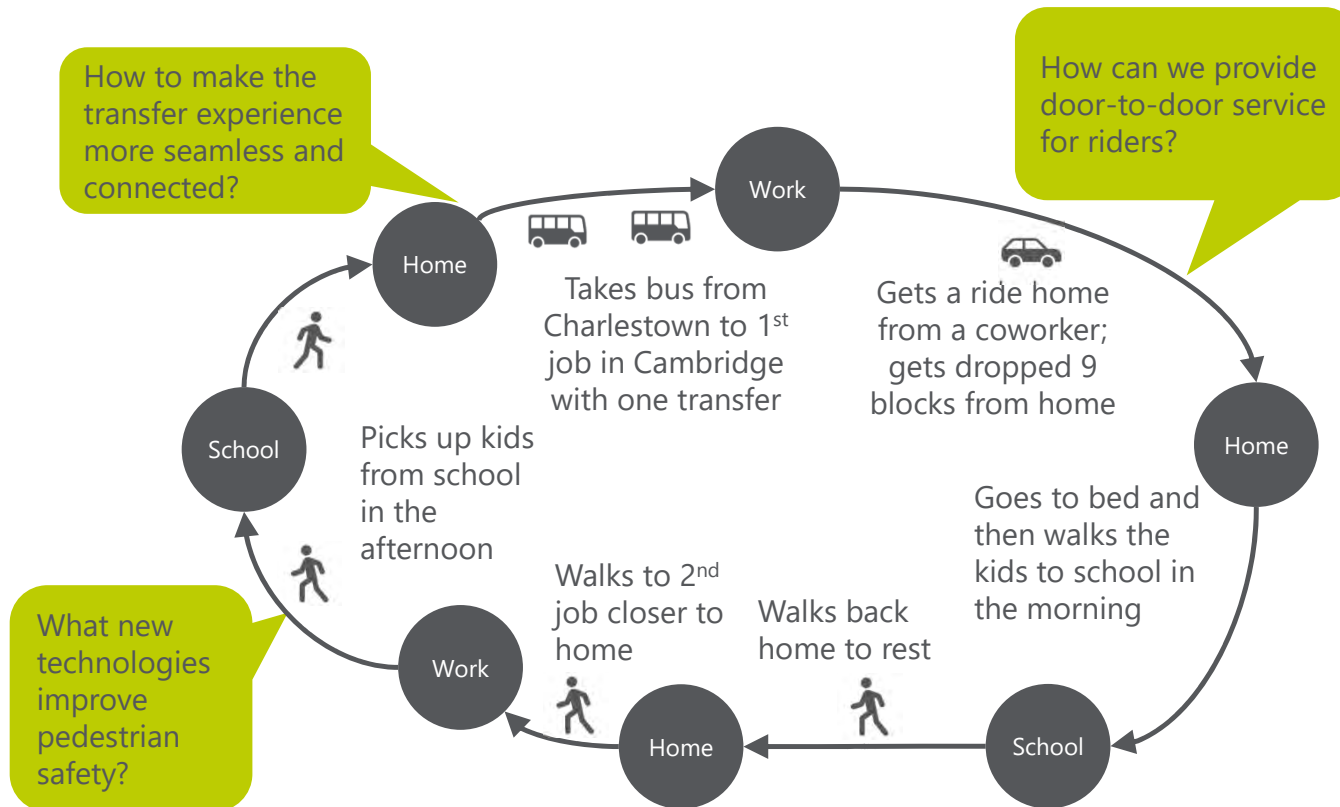 How to make the
transfer experience
more seamless and
connected?
How can we provide
door-to-door service
for riders?
Work
Home
Takes bus from
Charlestown to 1st
job in Cambridge
with one transfer
Gets a ride home
from a coworker;
gets dropped 9
blocks from home
School
Picks up kids
from school
in the
afternoon
Home
Goes to bed and
then walks the
kids to school in
the morning
Walks to 2nd
job closer to
home
Walks back
home to rest
What new
technologies
improve
pedestrian
safety?
Work
Home
School